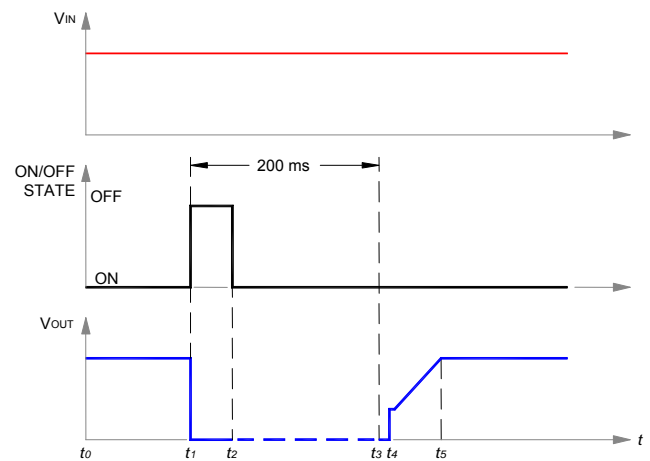 VIN
200 ms
ON/OFF
STATE
OFF
ON
VOUT
t
t0 t1 t2 t3 t4 t5